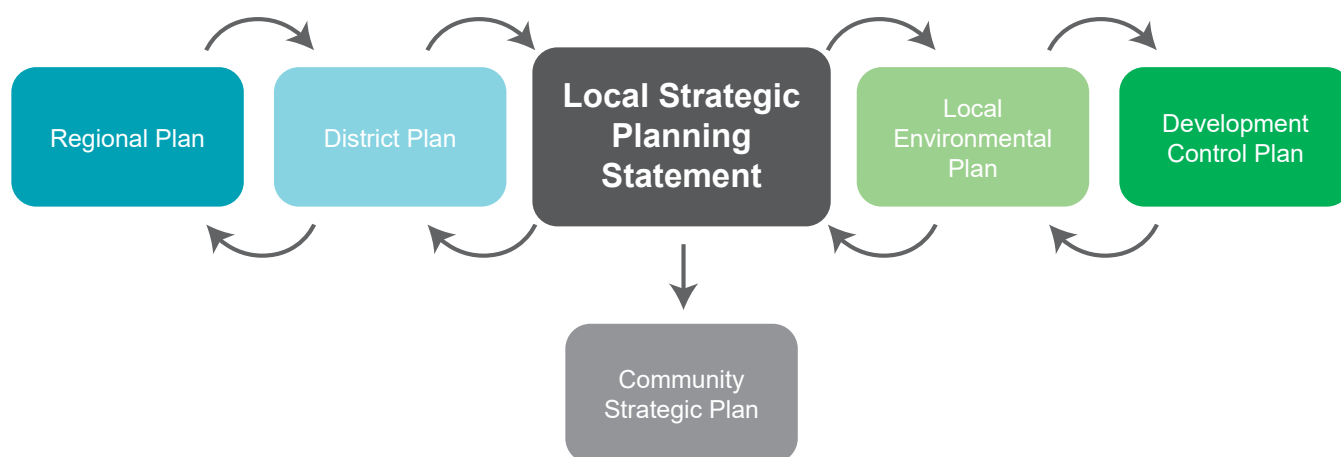 Regional Plan
District Plan
Local Strategic
Planning
Statement
Local
Environmental
Plan
Development
Control Plan
Community
Strategic Plan